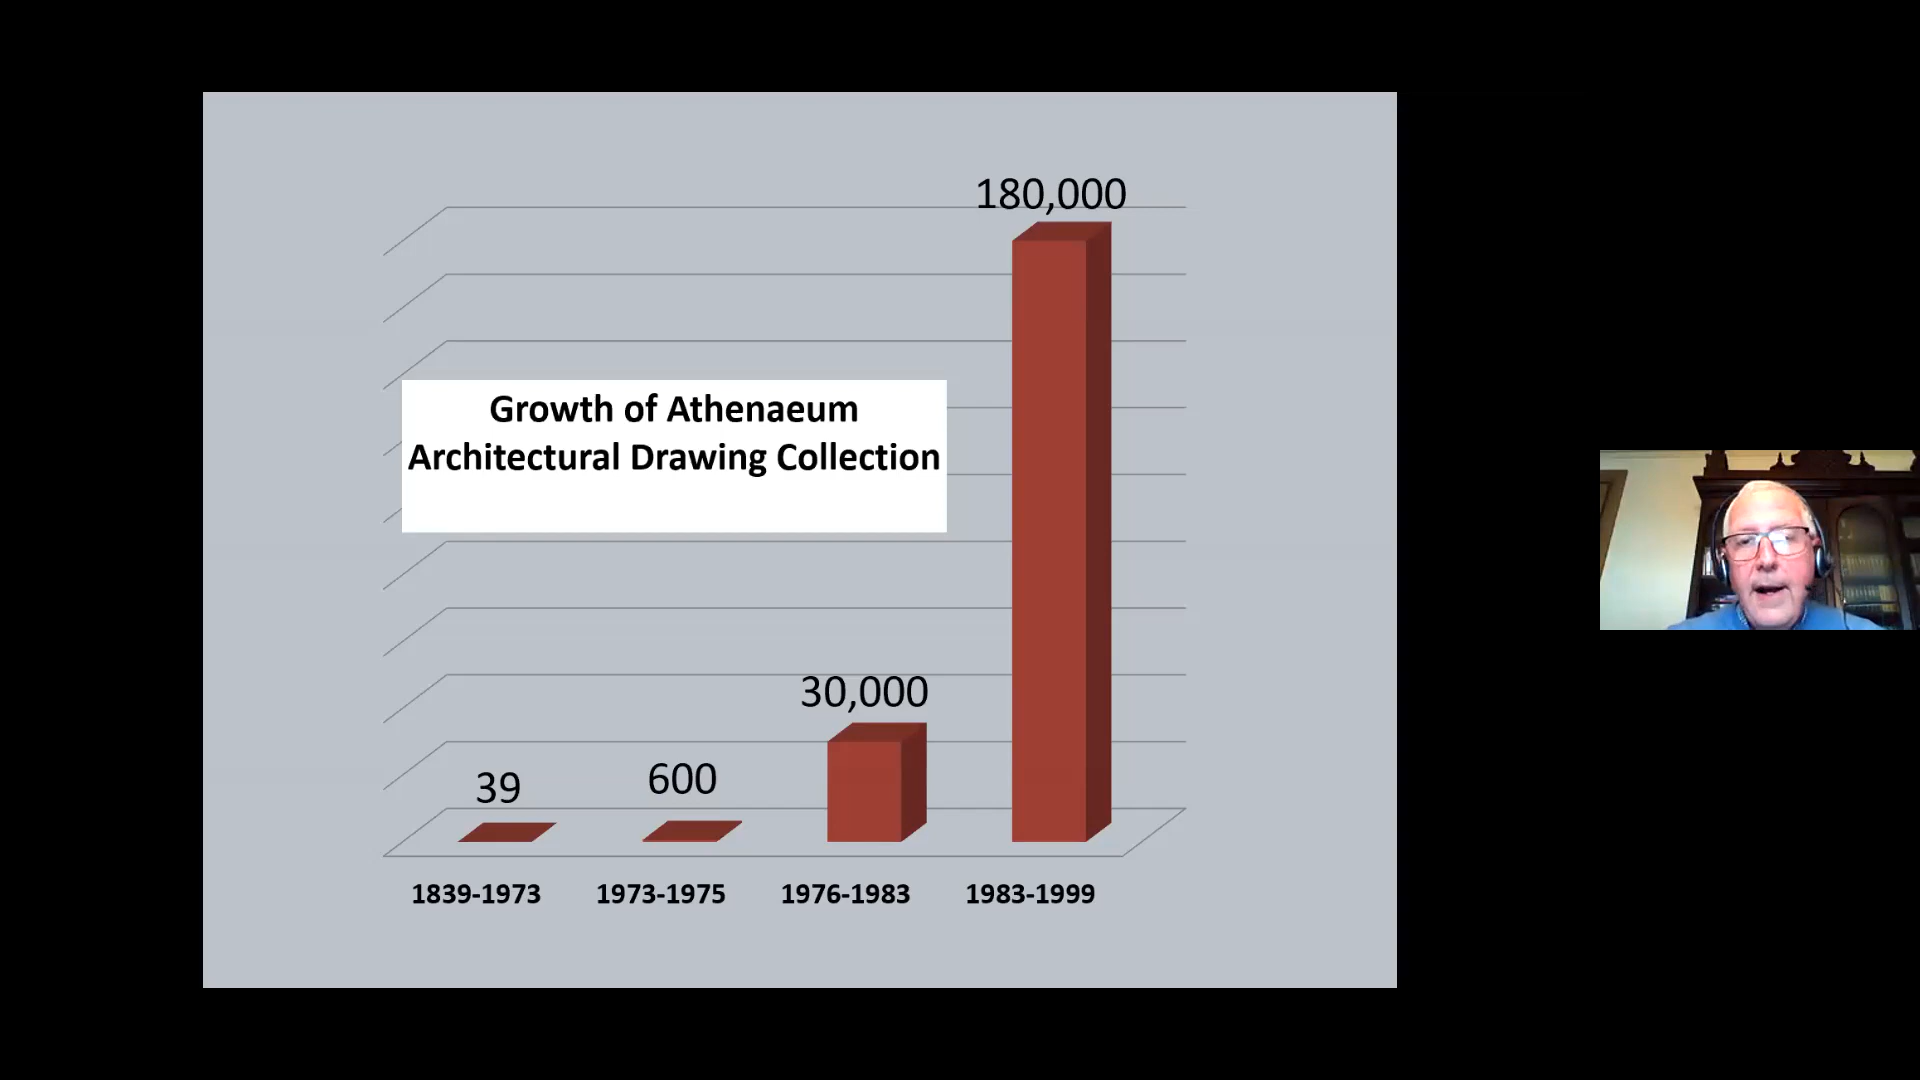 180,000
Growth of Athenaeum
Architectural Drawing Collection
30,000
600
39
1839-1973 1973-1975 1976-1983 1983-1999